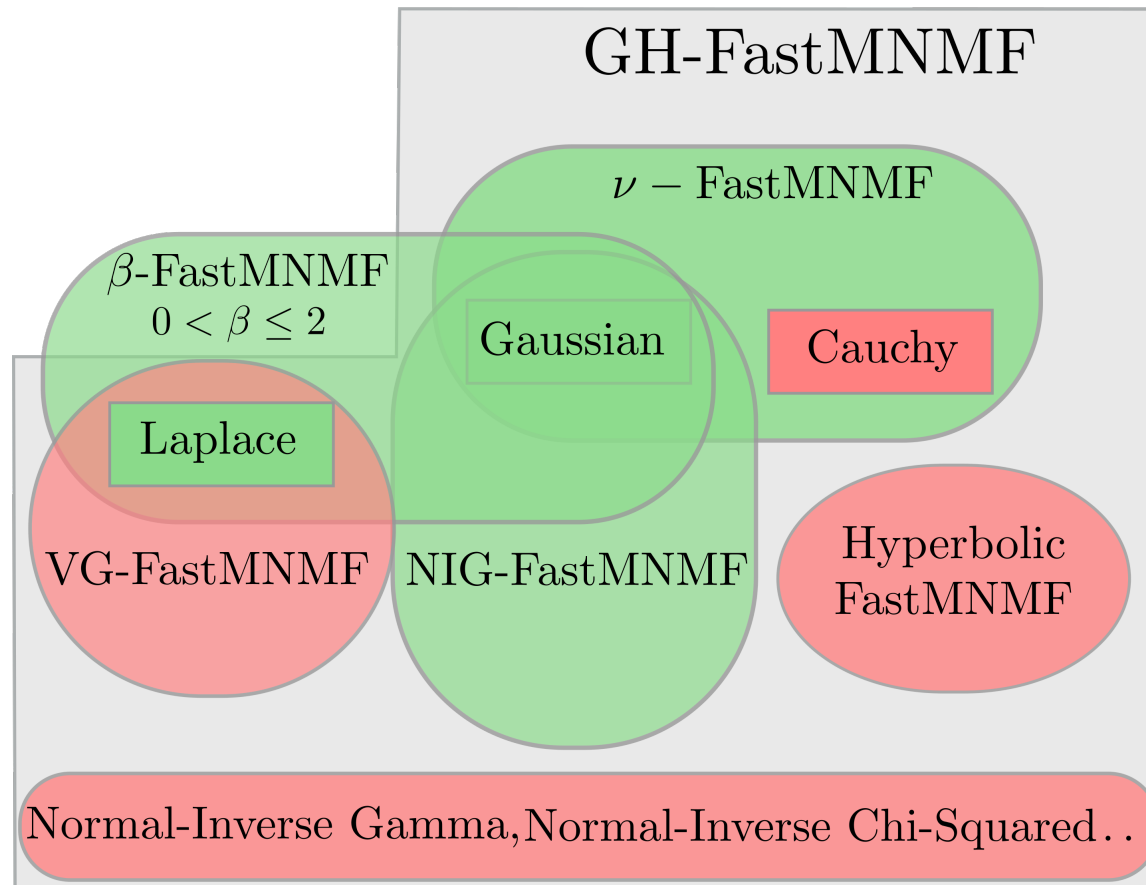 GH-FastMNMF
ν − FastMNMF
β-FastMNMF
0 < β ≤ 2
Gaussian
Cauchy
Laplace
VG-FastMNMF
NIG-FastMNMF
Hyperbolic
FastMNMF
Normal-Inverse Gamma, Normal-Inverse Chi-Squared . .